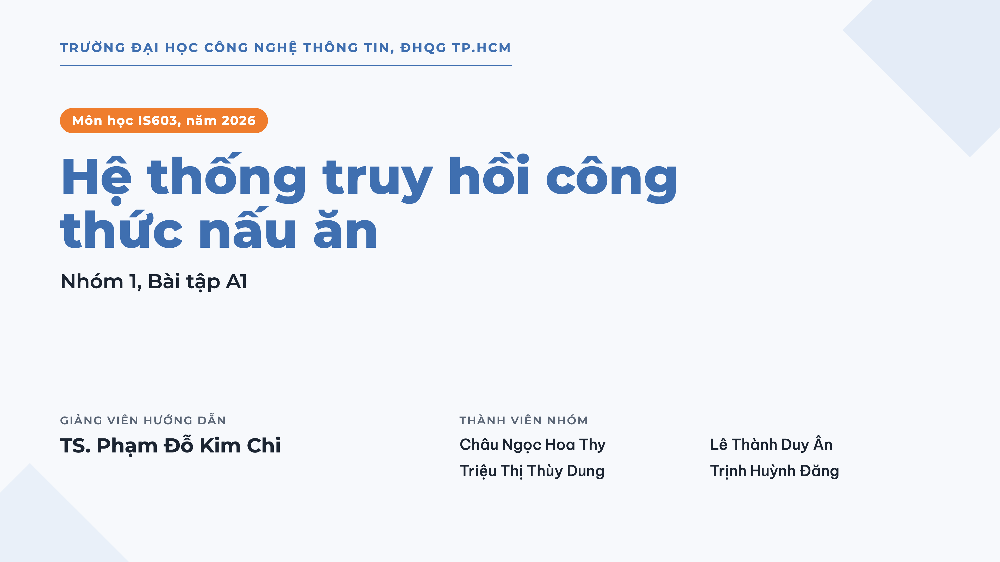 TRƯỜNG ĐẠI HỌC CÔNG NGHỆ THÔNG TIN, ĐHQG TP.HCM
Môn học IS603, năm 2026
Hệ thống truy hồi công
thức nấu ăn
Nhóm 1, Bài tập A1
GIẢNG VIÊN HƯỚNG DẪN
TS. Phạm Đỗ Kim Chi
THÀNH VIÊN NHÓM
Châu Ngọc Hoa Thy
Lê Thành Duy Ân
Triệu Thị Thùy Dung
Trịnh Huỳnh Đăng